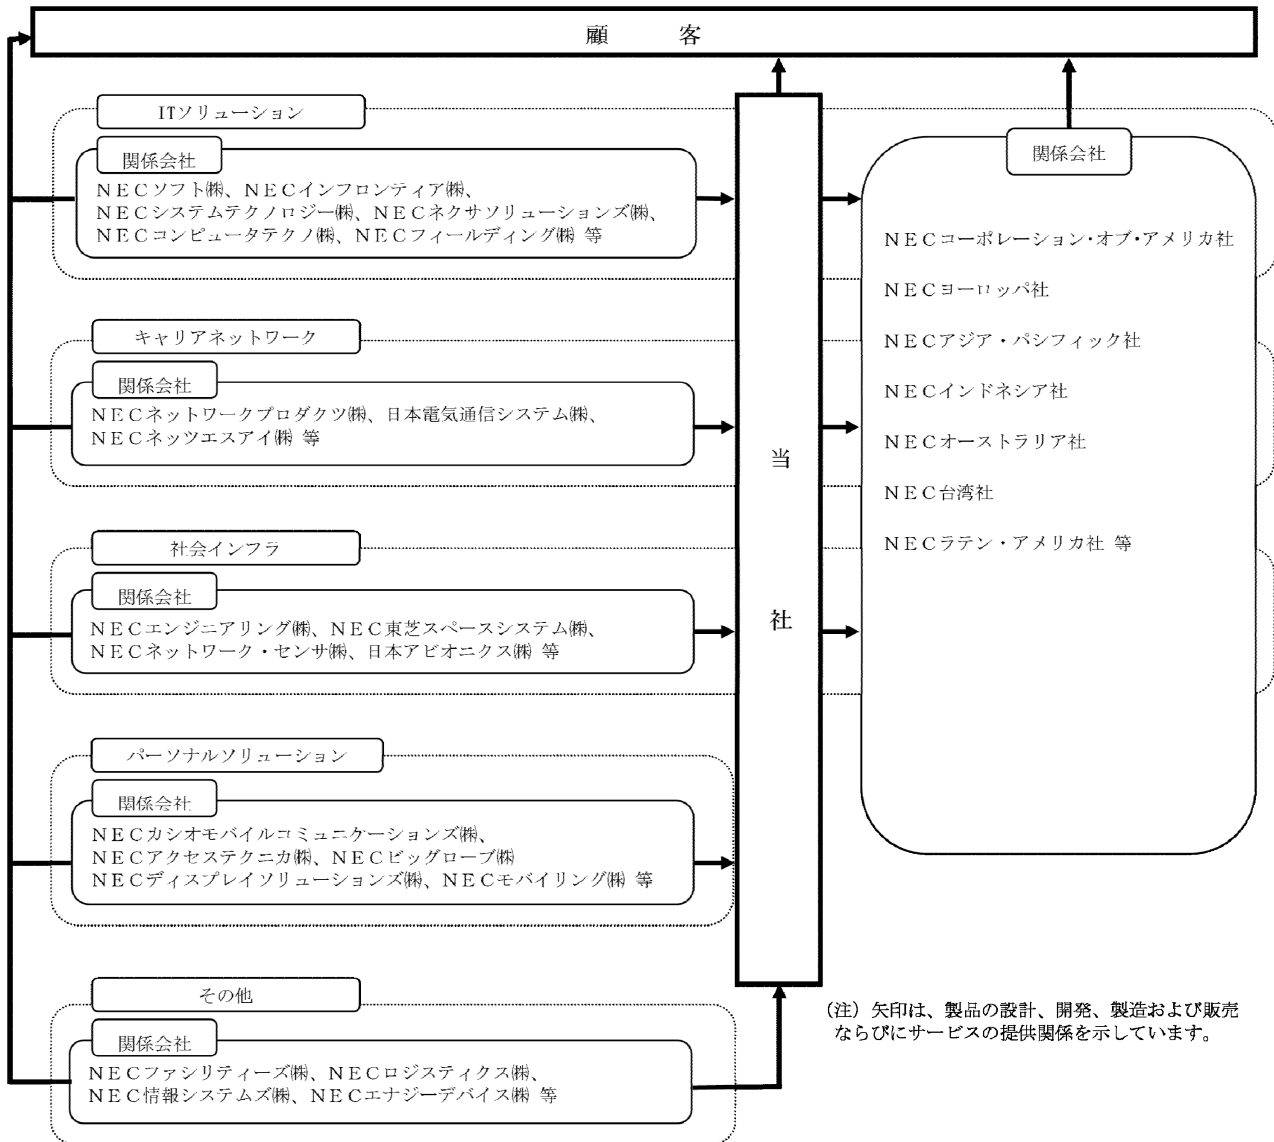 顧　客
ITソリューション
関係会社
ＮＥＣソフト㈱、ＮＥＣインフロンティア㈱、
ＮＥＣシステムテクノロジー㈱、ＮＥＣネクサソリューションズ㈱、
ＮＥＣコンピュータテクノ㈱、ＮＥＣフィールディング㈱ 等
キャリアネットワーク
関係会社
ＮＥＣネットワークプロダクツ㈱、日本電気通信システム㈱、
ＮＥＣネッツエスアイ㈱ 等
社会インフラ
関係会社
ＮＥＣエンジニアリング㈱、ＮＥＣ東芝スペースシステム㈱、
ＮＥＣネットワーク・センサ㈱、日本アビオニクス㈱ 等
パーソナルソリューション
関係会社
ＮＥＣカシオモバイルコミュニケーションズ㈱、
ＮＥＣアクセステクニカ㈱、ＮＥＣビッグローブ㈱
ＮＥＣディスプレイソリューションズ㈱、ＮＥＣモバイリング㈱ 等
その他
関係会社
ＮＥＣファシリティーズ㈱、ＮＥＣロジスティクス㈱、
ＮＥＣ情報システムズ㈱、ＮＥＣエナジーデバイス㈱ 等
当社
関係会社
ＮＥＣコーポレーション・オブ・アメリカ社
ＮＥＣヨーロッパ社
ＮＥＣアジア・パシフィック社
ＮＥＣインドネシア社
ＮＥＣオーストラリア社
ＮＥＣ台湾社
ＮＥＣラテン・アメリカ社 等
（注）矢印は、製品の設計、開発、製造および販売
ならびにサービスの提供関係を示しています。